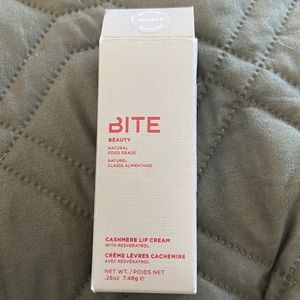 BITE
BEAUTY
NATURAL
FOOD GRADE
NATUREL
CLASSE ALIMENTAIRE
CASHMERE LIP CREAM
WITH RESVERATROL
CRÈME LÈVRES CACHEMIRE
AVEC RESVÉRATROL
NET WT. / POIDS NET
.26oz 7.48g